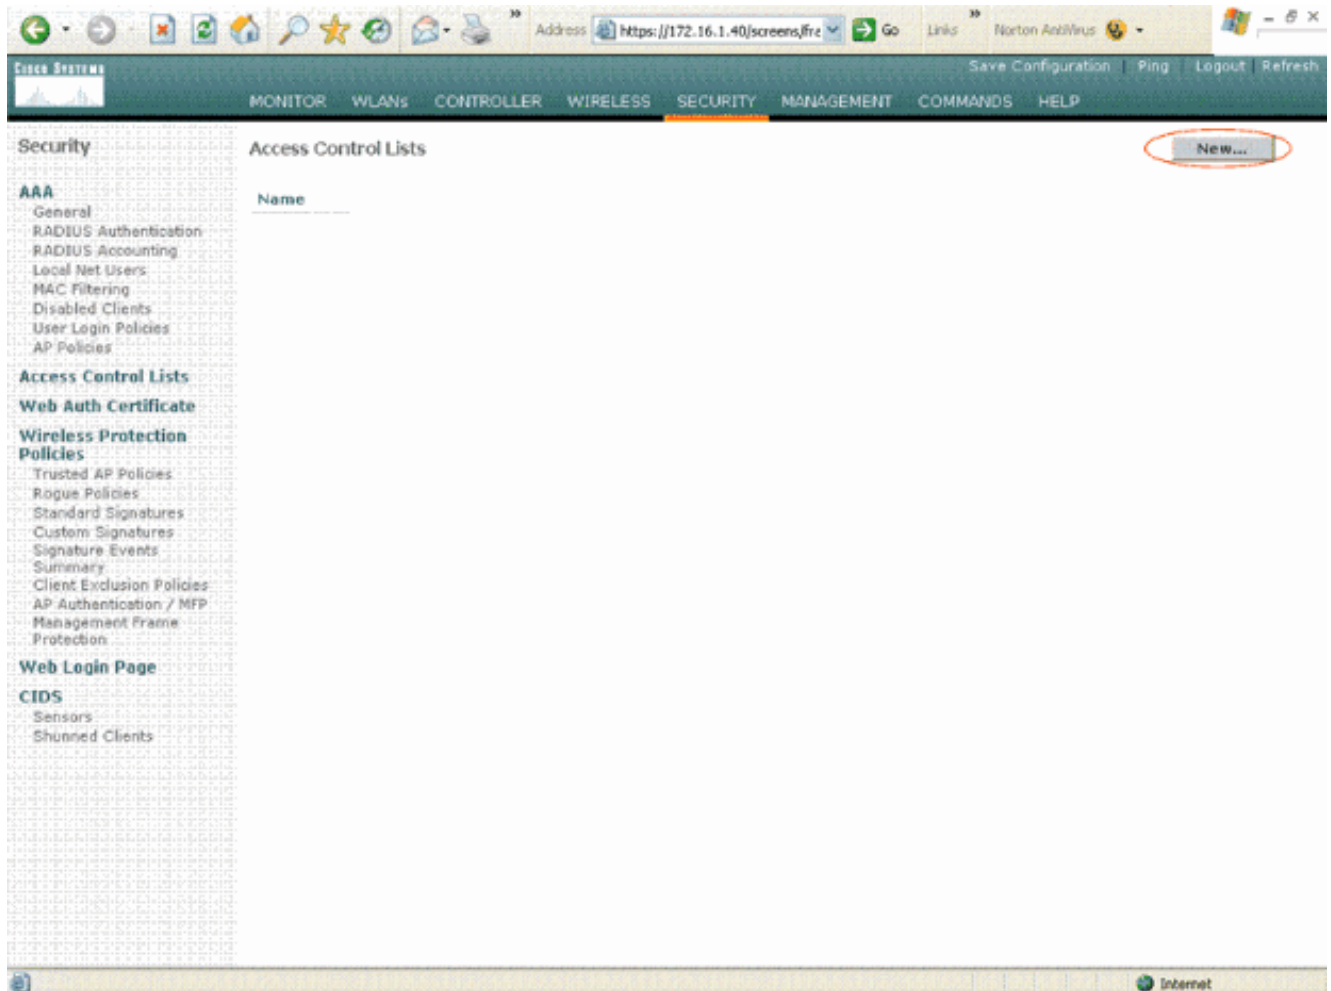 » Address https://172.16.1.40/screens/fra Go Links » Norton AntiVirus
CISCO SYSTEMS
Save Configuration | Ping | Logout | Refresh
MONITOR WLANs CONTROLLER WIRELESS SECURITY MANAGEMENT COMMANDS HELP
Security
AAA
General
RADIUS Authentication
RADIUS Accounting
Local Net Users
MAC Filtering
Disabled Clients
User Login Policies
AP Policies
Access Control Lists
Web Auth Certificate
Wireless Protection
Policies
Trusted AP Policies
Rogue Policies
Standard Signatures
Custom Signatures
Signature Events
Summary
Client Exclusion Policies
AP Authentication / MFP
Management Frame
Protection
Web Login Page
CIDS
Sensors
Shunned Clients
Access Control Lists
New...
Name
Internet